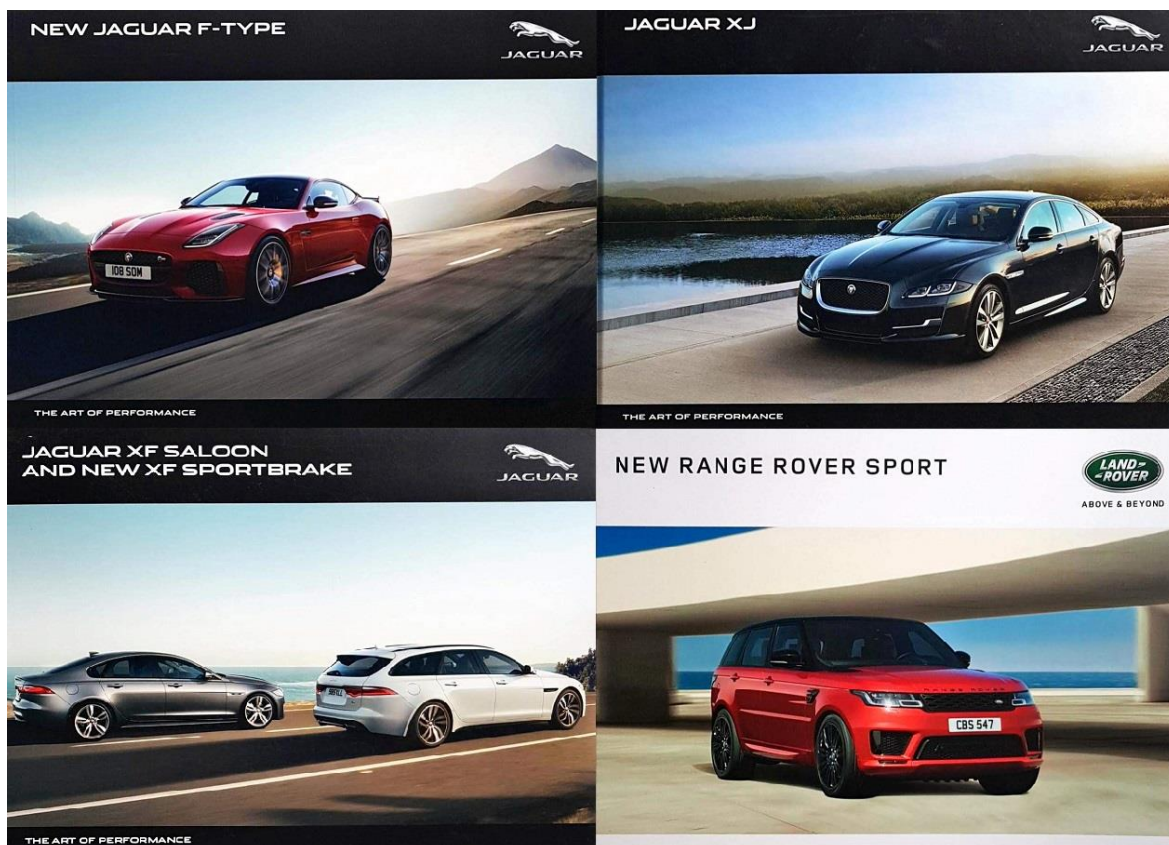 NEW JAGUAR F-TYPE
JAGUAR
108 SOM
THE ART OF PERFORMANCE
JAGUAR XJ
JAGUAR
THE ART OF PERFORMANCE
JAGUAR XF SALOON
AND NEW XF SPORTBRAKE
JAGUAR
THE ART OF PERFORMANCE
NEW RANGE ROVER SPORT
LAND-
-ROVER
ABOVE & BEYOND
RANGE ROVER
CBS 547